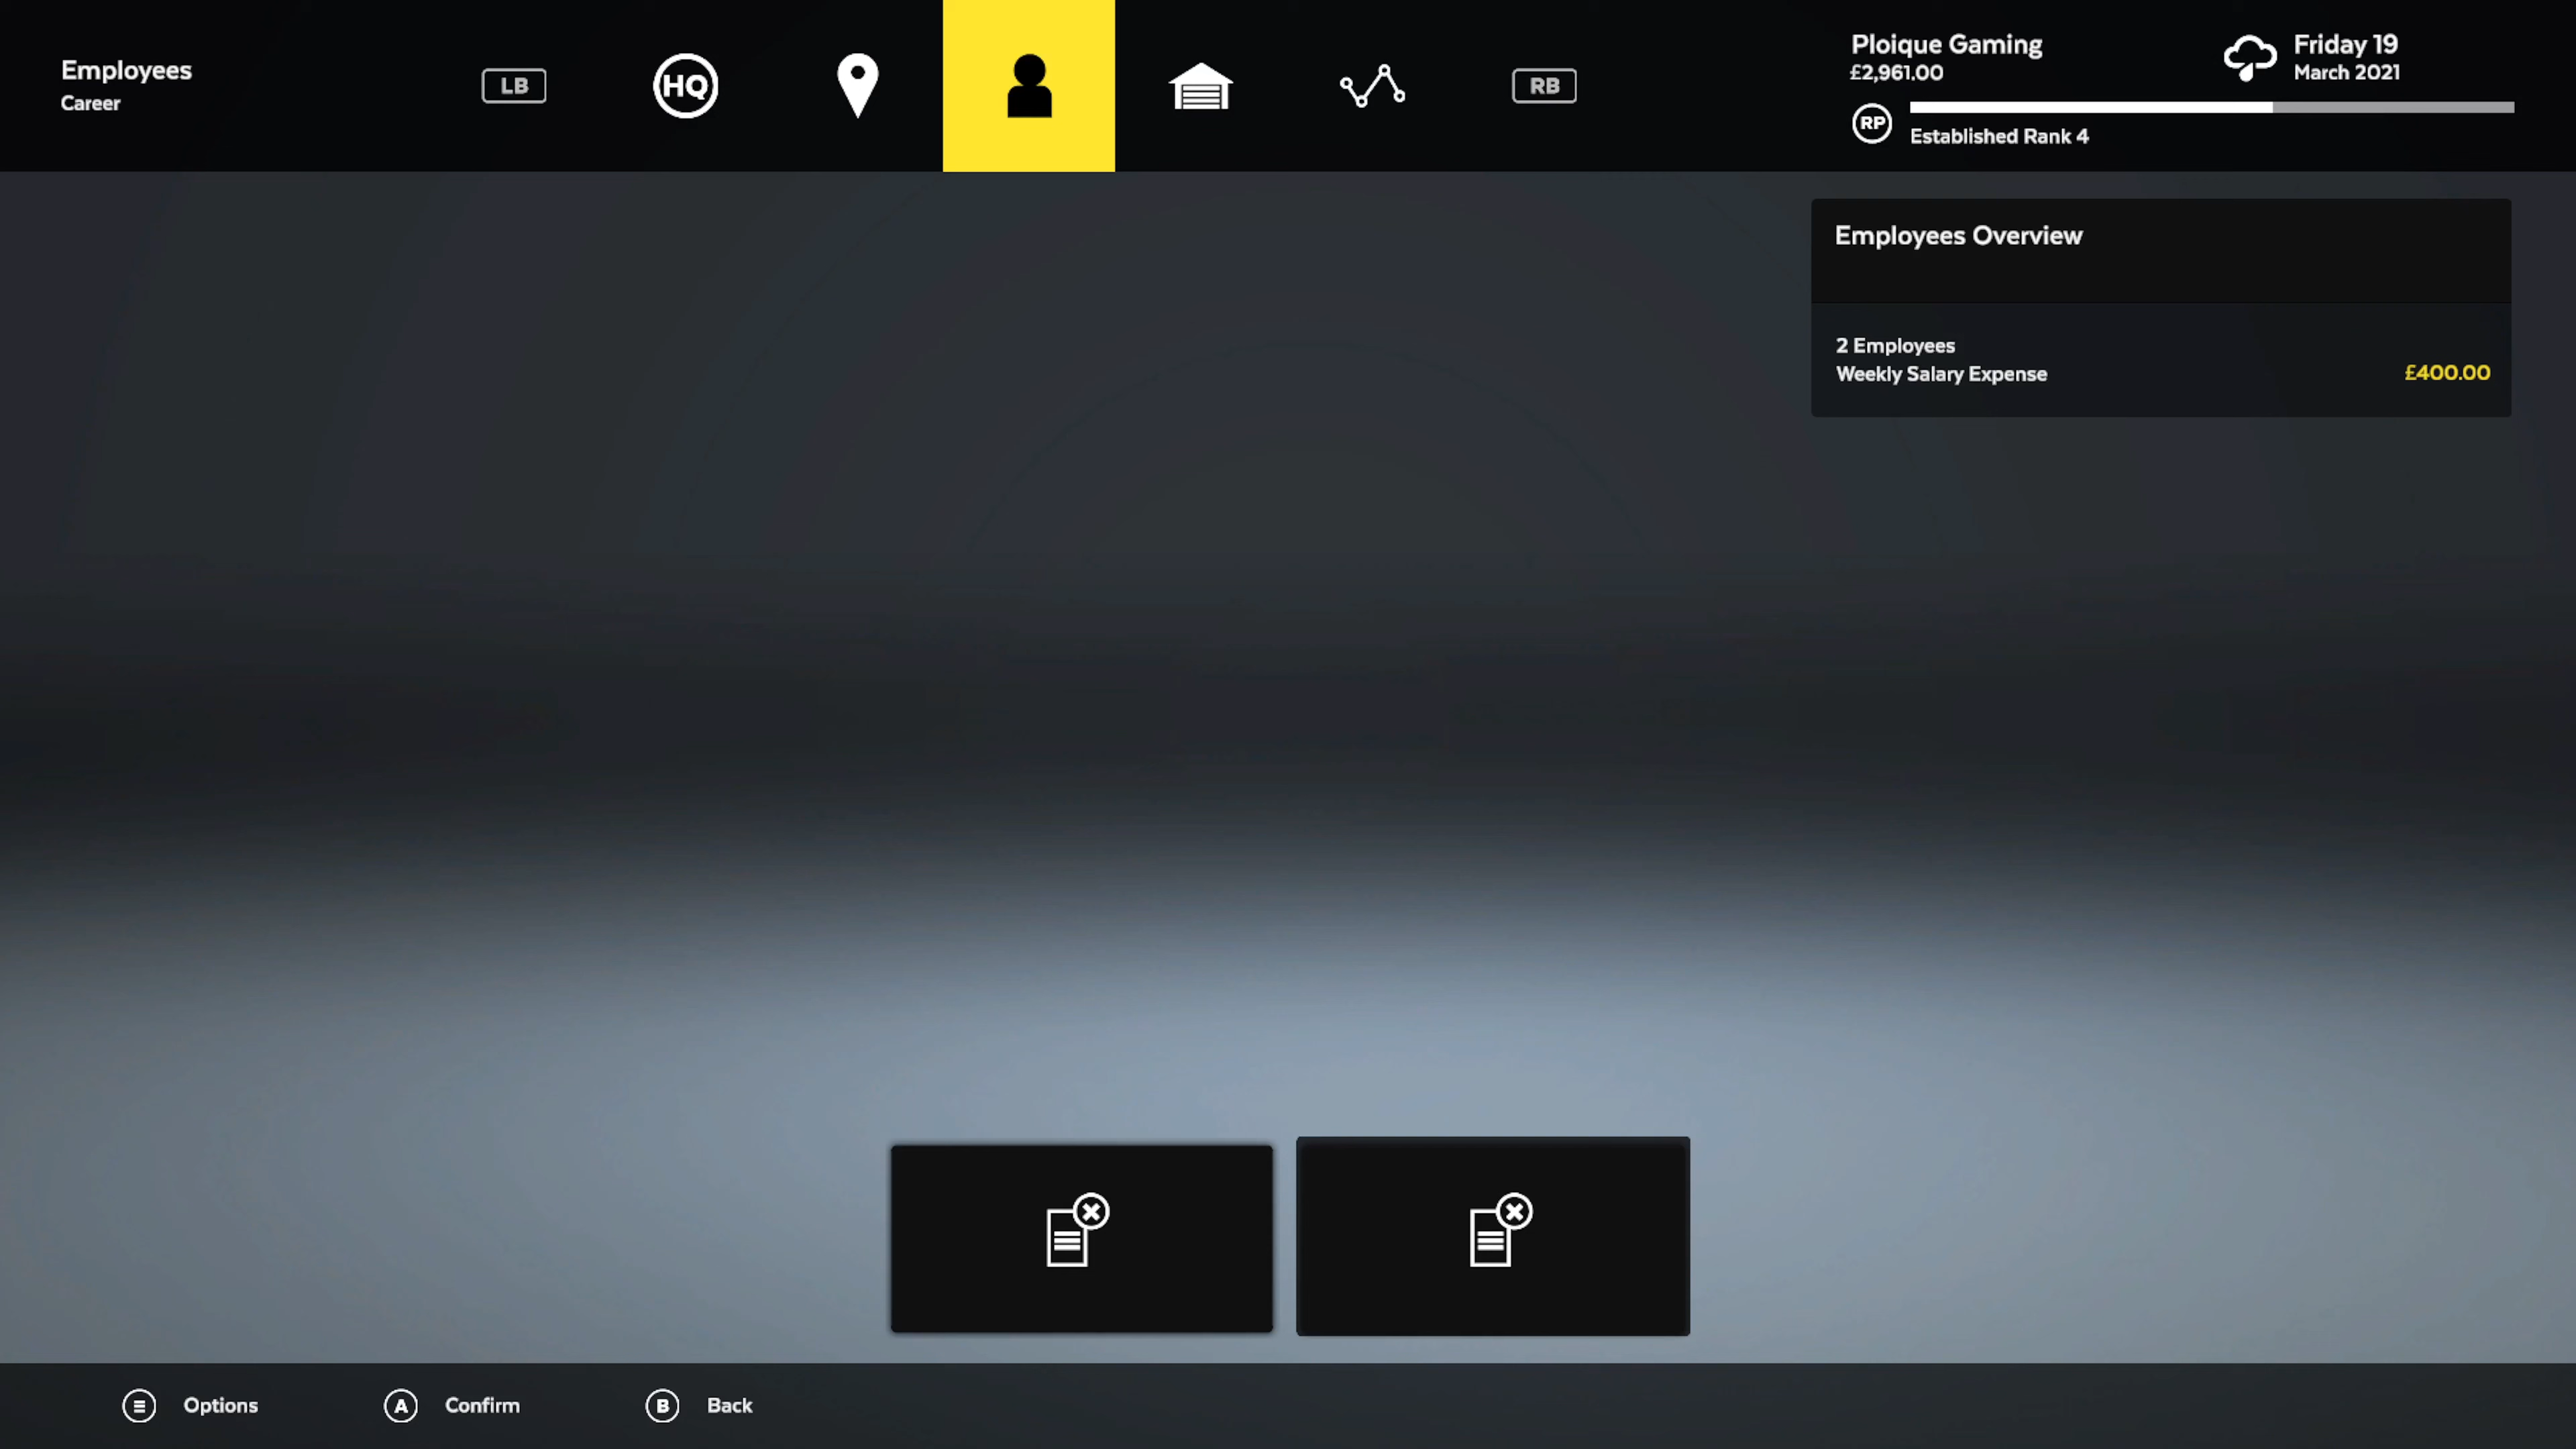 Employees
Career
LB
HQ
RB
Ploique Gaming
£2,961.00
Friday 19
March 2021
RP
Established Rank 4
Employees Overview
2 Employees
Weekly Salary Expense
£400.00
Options
A
Confirm
B
Back